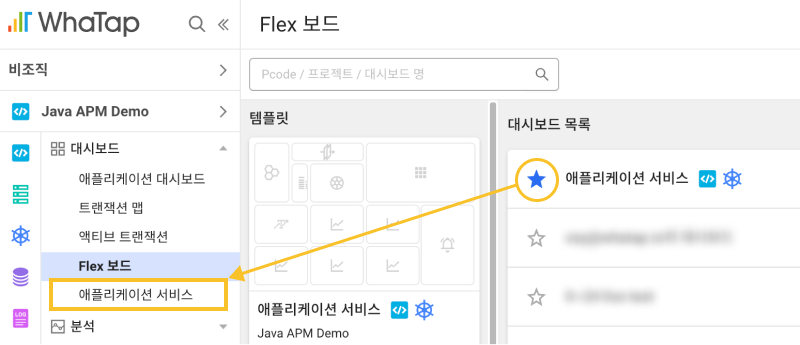 WhaTap
Flex 보드
비조직
Pcode / 프로젝트 / 대시보드 명
Java APM Demo
템플릿
대시보드 목록
대시보드
애플리케이션 대시보드
트랜잭션 맵
액티브 트랜잭션
Flex 보드
애플리케이션 서비스
LOG
분석
애플리케이션 서비스
Java APM Demo
애플리케이션 서비스